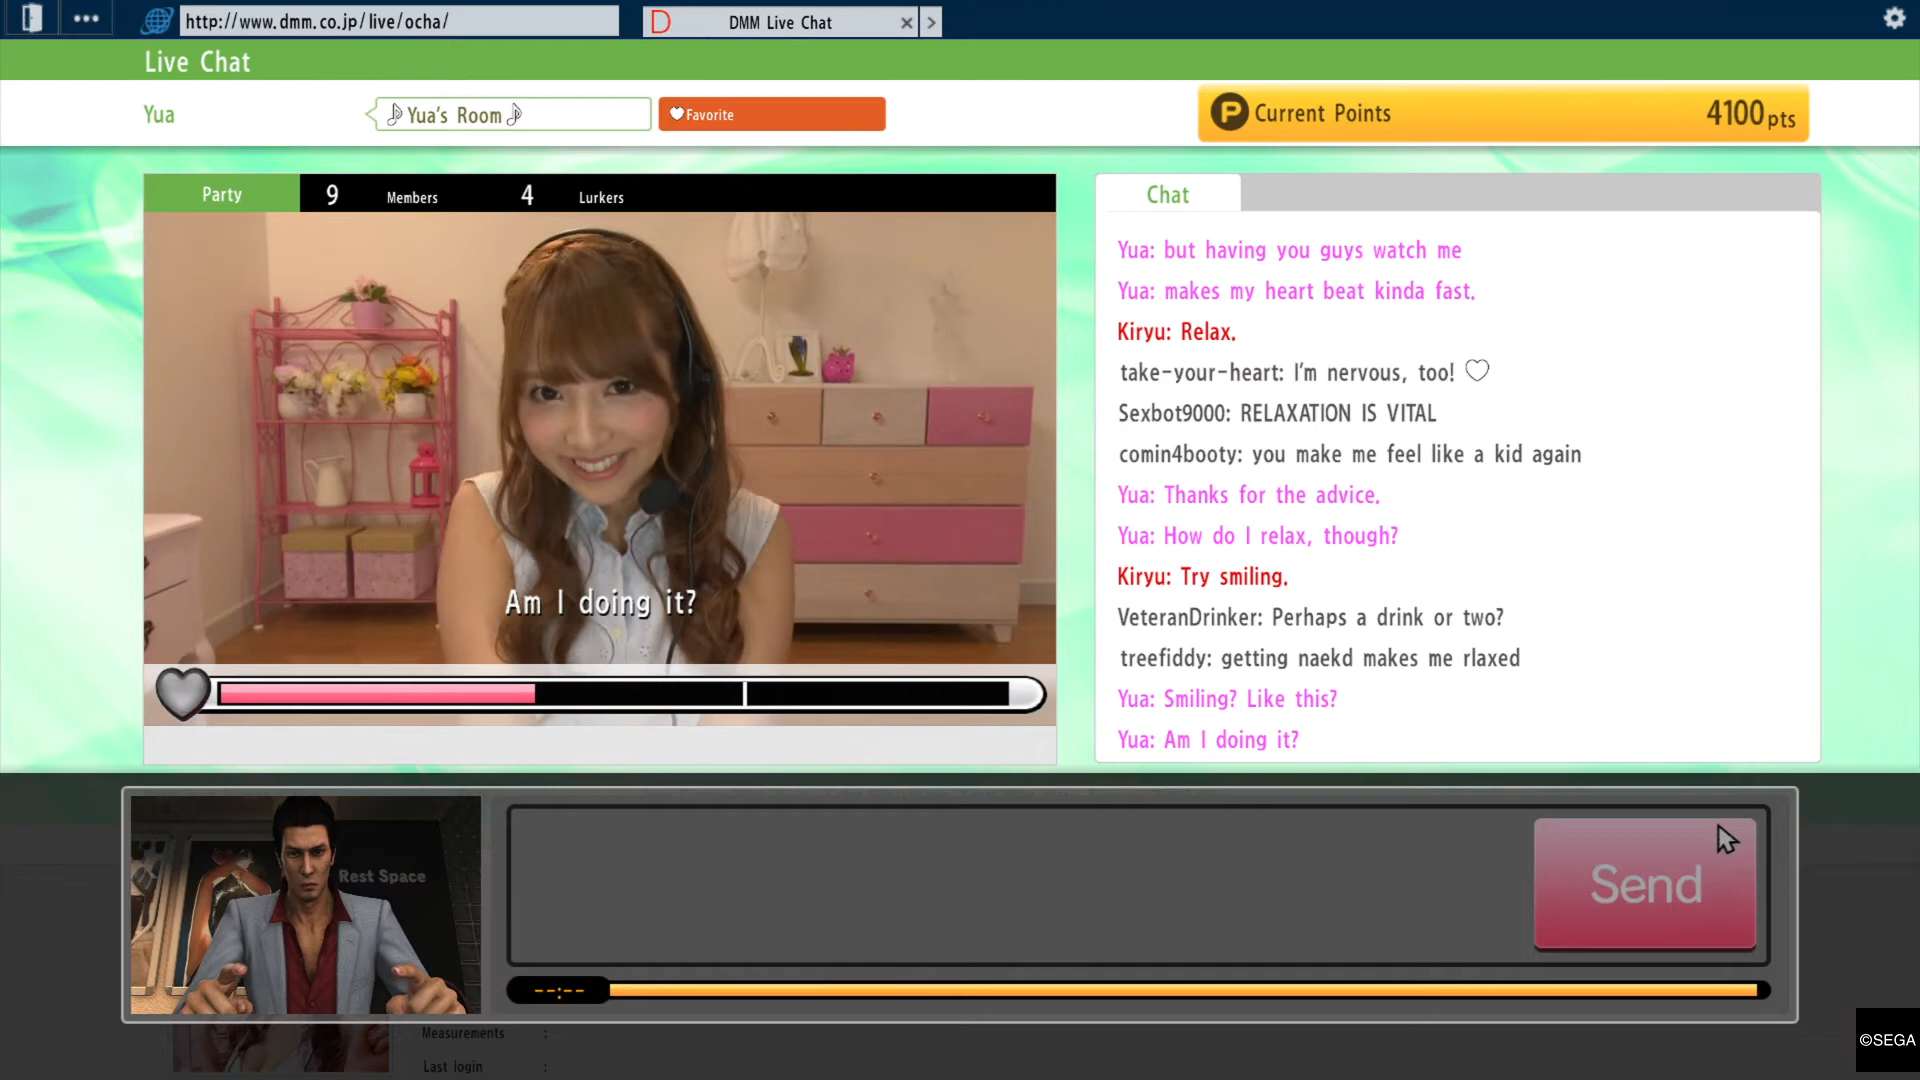 http://www.dmm.co.jp/live/ocha/
DMM Live Chat
Live Chat
Yua
♪Yua's Room♪
♥Favorite
P Current Points
4100pts
Party
9 Members
4 Lurkers
Am I doing it?
Chat
Yua: but having you guys watch me
Yua: makes my heart beat kinda fast.
Kiryu: Relax.
take-your-heart: I'm nervous, too! ♡
Sexbot9000: RELAXATION IS VITAL
comin4booty: you make me feel like a kid again
Yua: Thanks for the advice.
Yua: How do I relax, though?
Kiryu: Try smiling.
VeteranDrinker: Perhaps a drink or two?
treefiddy: getting naekd makes me rlaxed
Yua: Smiling? Like this?
Yua: Am I doing it?
Rest Space
Send
--:--
Measurements :
Last login :
©SEGA